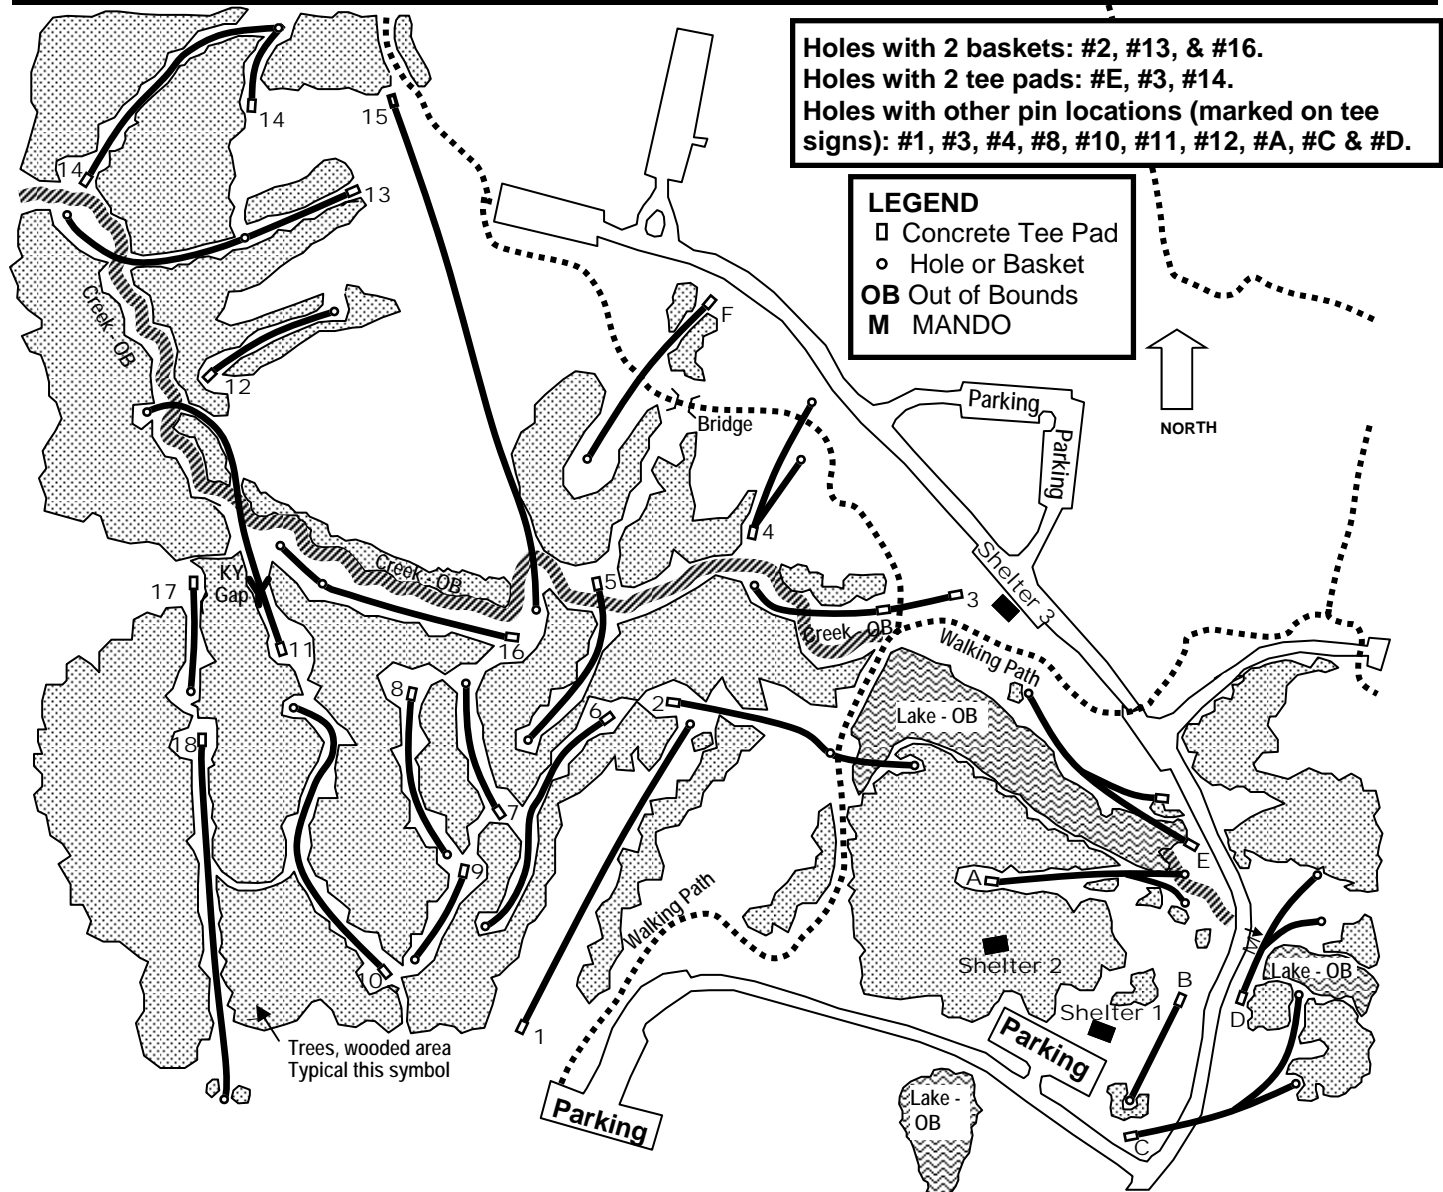 Holes with 2 baskets: #2, #13, & #16.
Holes with 2 tee pads: #E, #3, #14.
Holes with other pin locations (marked on tee
signs): #1, #3, #4, #8, #10, #11, #12, #A, #C & #D.
LEGEND
Concrete Tee Pad
Hole or Basket
OB Out of Bounds
M MANDO
NORTH
14
15
14
13
Creek - OB
12
F
Bridge
Parking
Parking
4
Shelter 3
Creek - OB
KY
Gap
17
5
3
Creek - OB
Walking Path
11
16
8
6
2
Lake - OB
18
7
E
9
A
Walking Path
M
Shelter 2
Lake - OB
10
B
D
Shelter 1
1
Parking
Trees, wooded area
Typical this symbol
Parking
Lake -
OB
C